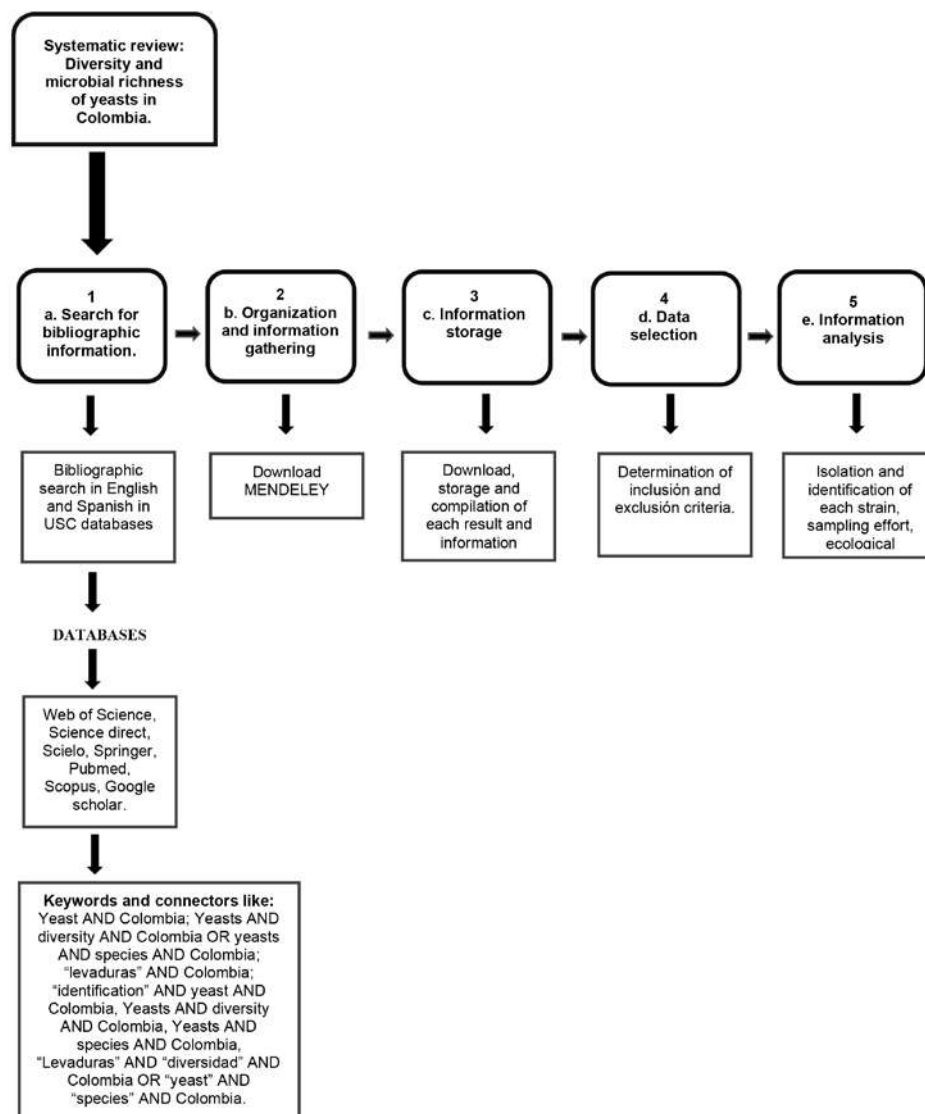 Systematic review:
Diversity and
microbial richness
of yeasts in
Colombia.
1
a. Search for
bibliographic
information.
2
b. Organization
and information
gathering
3
c. Information
storage
4
d. Data
selection
5
e. Information
analysis
Bibliographic
search in English
and Spanish in
USC databases
Download
MENDELEY
Download,
storage and
compilation of
each result and
information
Determination of
inclusión and
exclusión criteria.
Isolation and
identification of
each strain,
sampling effort,
ecological
DATABASES
Web of Science,
Science direct,
Scielo, Springer,
Pubmed,
Scopus, Google
scholar.
Keywords and connectors like:
Yeast AND Colombia; Yeasts AND
diversity AND Colombia OR yeasts
AND species AND Colombia;
“levaduras” AND Colombia;
“identification” AND yeast AND
Colombia, Yeasts AND diversity
AND Colombia, Yeasts AND
species AND Colombia,
“Levaduras” AND “diversidad” AND
Colombia OR “yeast” AND
“species” AND Colombia.